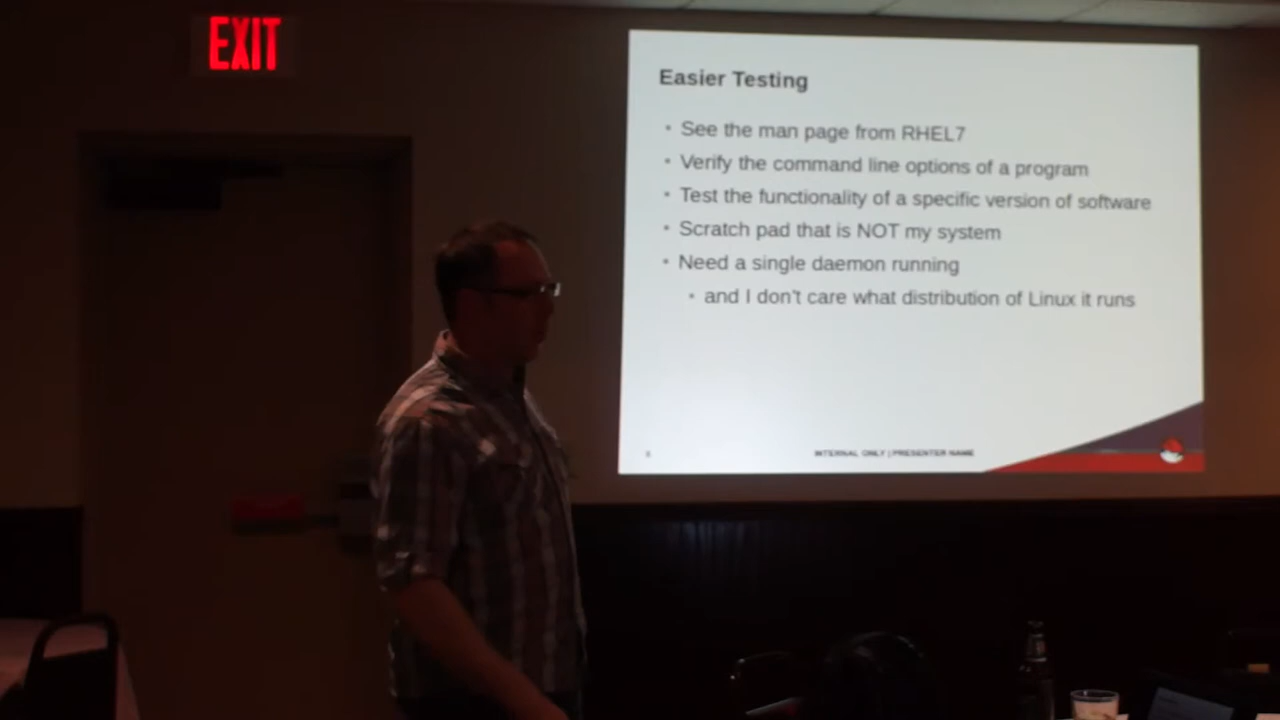 EXIT
Easier Testing
• See the man page from RHEL7
• Verify the command line options of a program
• Test the functionality of a specific version of software
• Scratch pad that is NOT my system
• Need a single daemon running
• and I don't care what distribution of Linux it runs
INTERNAL ONLY | PRESENTER NAME